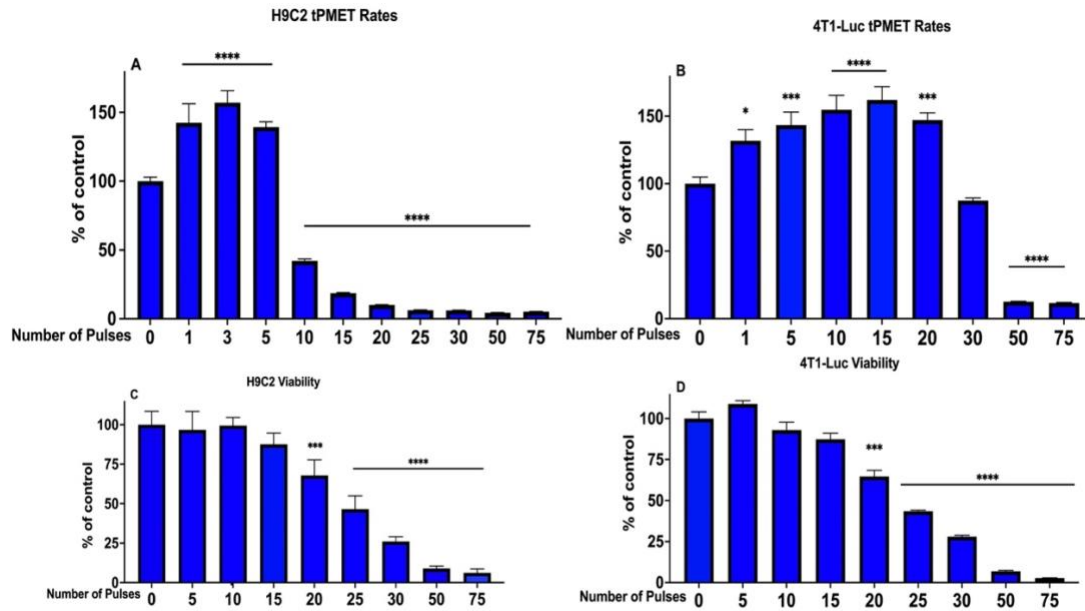 H9C2 tPMET Rates
A
****
****
% of control
150
100
50
0
Number of Pulses
0 1 3 5 10 15 20 25 30 50 75
4T1-Luc tPMET Rates
B
*
***
****
***
****
% of control
150
100
50
0
Number of Pulses
0 1 5 10 15 20 30 50 75
H9C2 Viability
C
***
****
% of control
100
75
50
25
0
Number of Pulses
0 5 10 15 20 25 30 50 75
4T1-Luc Viability
D
***
****
% of control
100
75
50
25
0
Number of Pulses
0 5 10 15 20 25 30 50 75